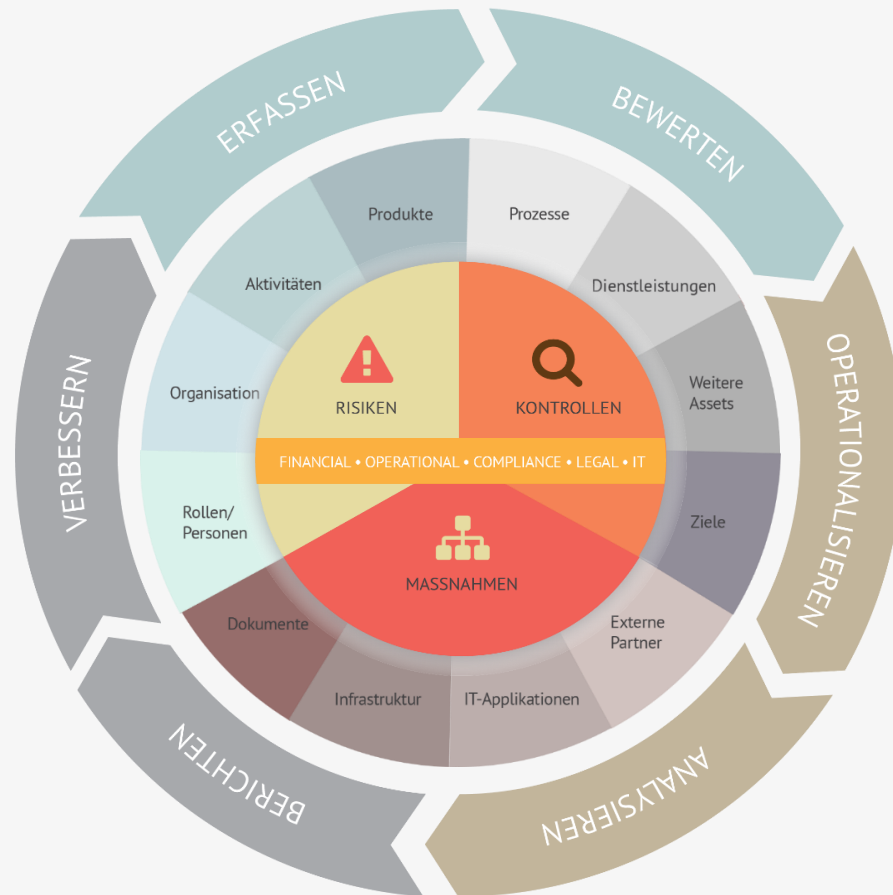 ERFASSEN
BEWERTEN
OPERATIONALISIEREN
ANALYSIEREN
BERICHTEN
VERBESSERN
Produkte
Prozesse
Dienstleistungen
Weitere
Assets
Ziele
Externe
Partner
IT-Applikationen
Infrastruktur
Dokumente
Rollen/
Personen
Organisation
Aktivitäten
RISIKEN
KONTROLLEN
FINANCIAL • OPERATIONAL • COMPLIANCE • LEGAL • IT
MASSNAHMEN